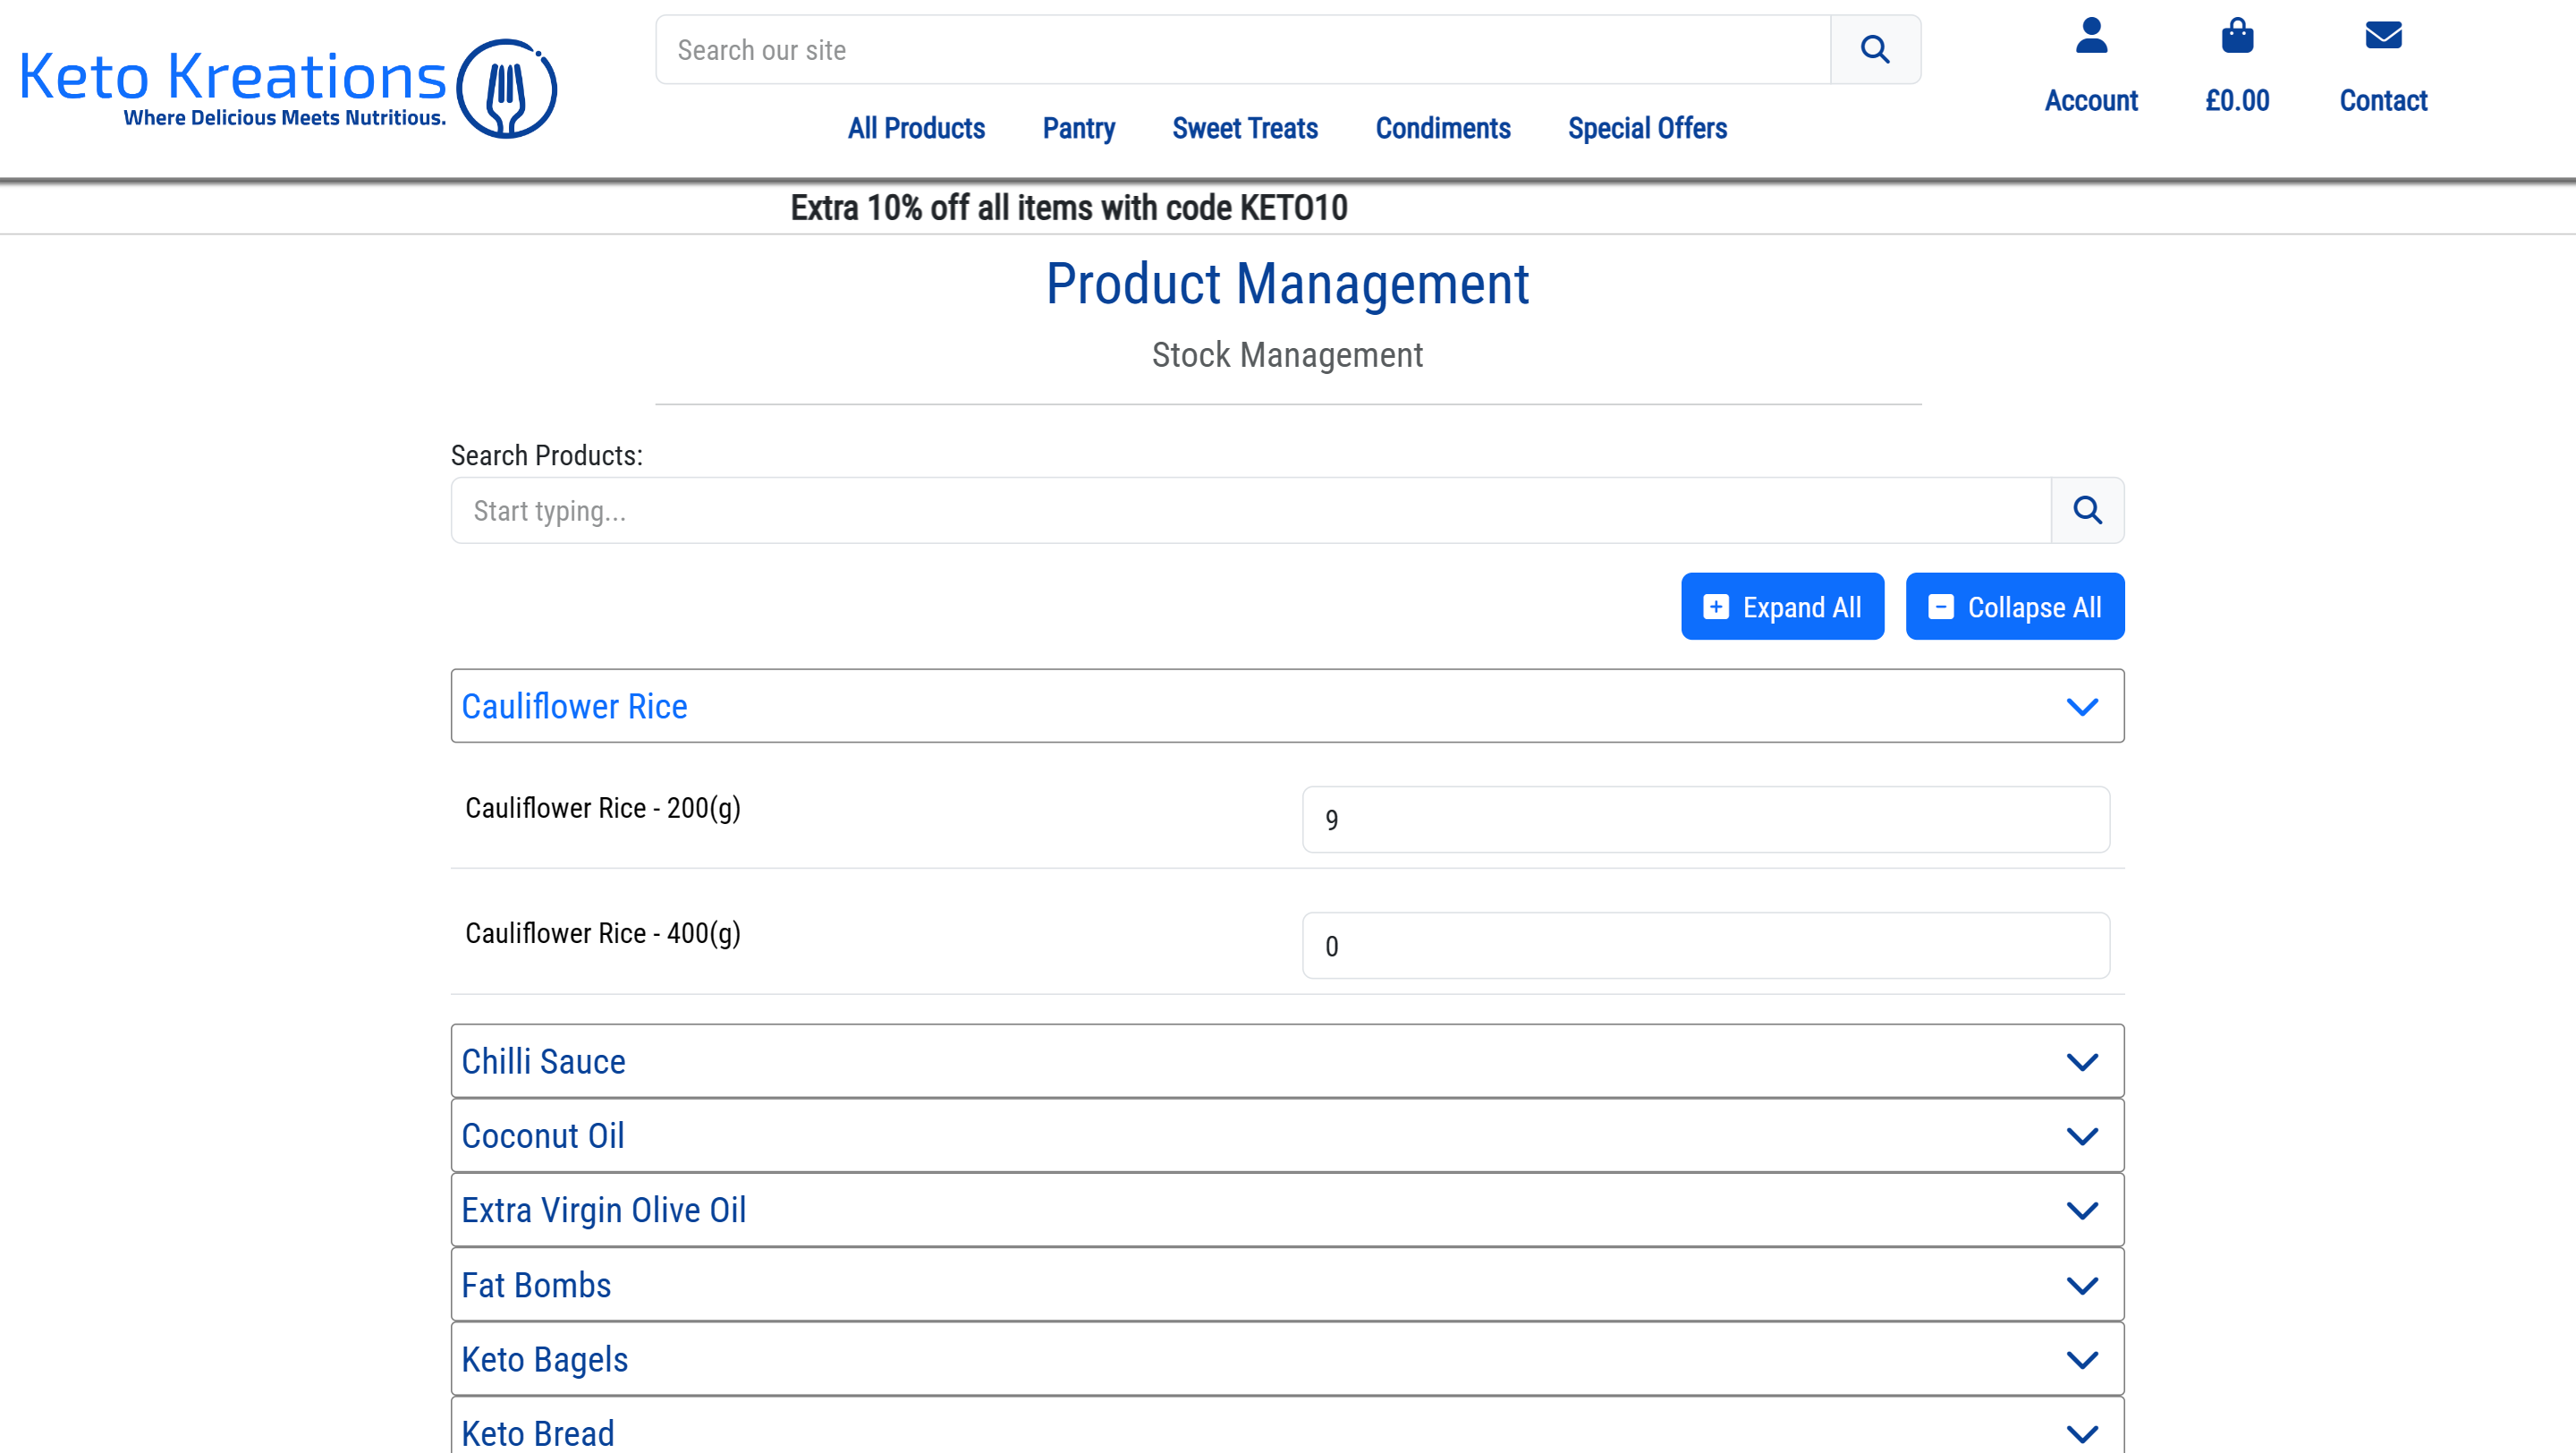 Keto Kreations
Where Delicious Meets Nutritious.
Search our site
All Products Pantry Sweet Treats Condiments Special Offers
Account £0.00 Contact
Extra 10% off all items with code KETO10
Product Management
Stock Management
Search Products:
Start typing...
Expand All Collapse All
Cauliflower Rice
Cauliflower Rice - 200(g) 9
Cauliflower Rice - 400(g) 0
Chilli Sauce
Coconut Oil
Extra Virgin Olive Oil
Fat Bombs
Keto Bagels
Keto Bread